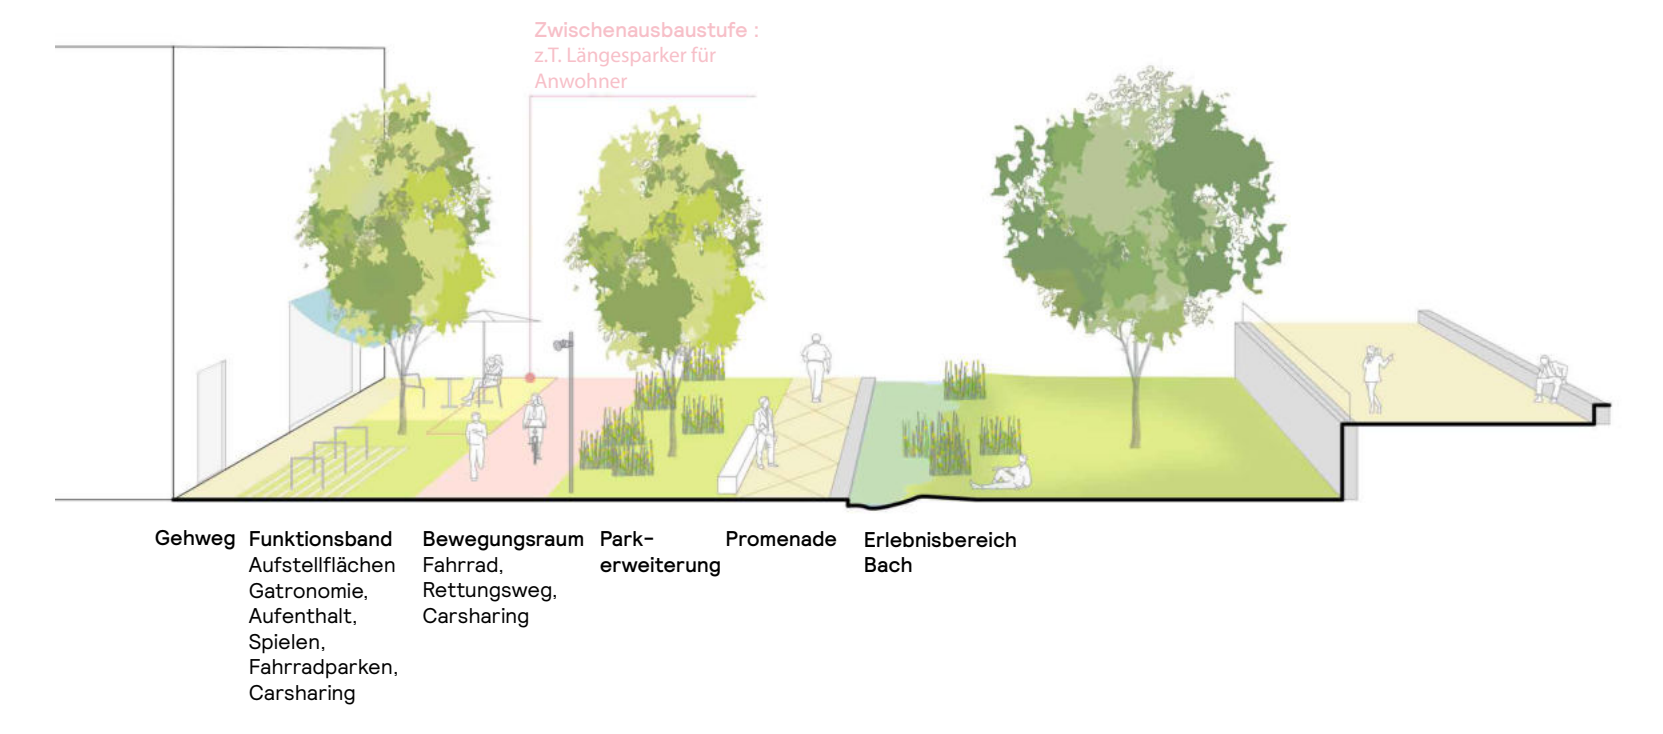 Zwischenausbaustufe :
z.T. Längesparker für
Anwohner
Gehweg
Funktionsband
Aufstellflächen
Gatronomie,
Aufenthalt,
Spielen,
Fahrradparken,
Carsharing
Bewegungsraum
Fahrrad,
Rettungsweg,
Carsharing
Park-
erweiterung
Promenade
Erlebnisbereich
Bach